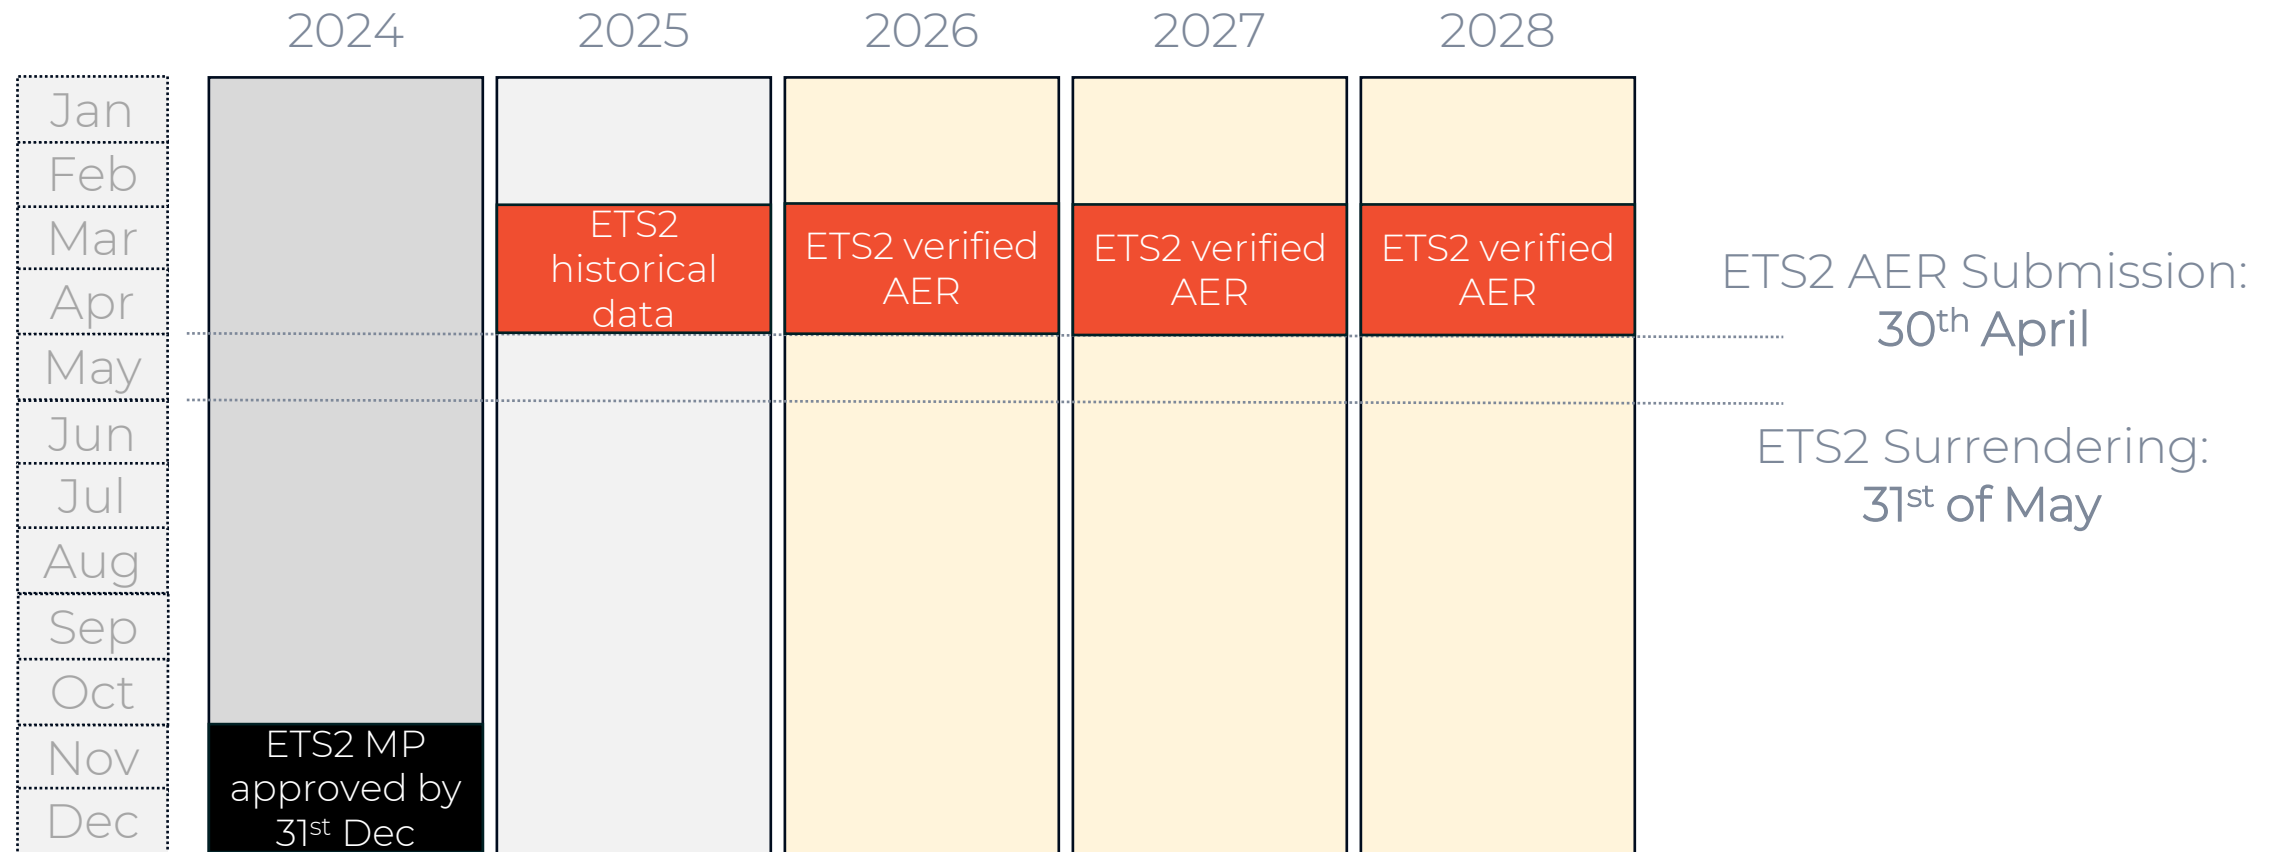 2024
2025
2026
2027
2028
Jan
Feb
Mar
Apr
May
Jun
Jul
Aug
Sep
Oct
Nov
Dec
ETS2 MP
approved by
31st Dec
ETS2
historical
data
ETS2 verified
AER
ETS2 verified
AER
ETS2 verified
AER
ETS2 AER Submission:
30th April
ETS2 Surrendering:
31st of May